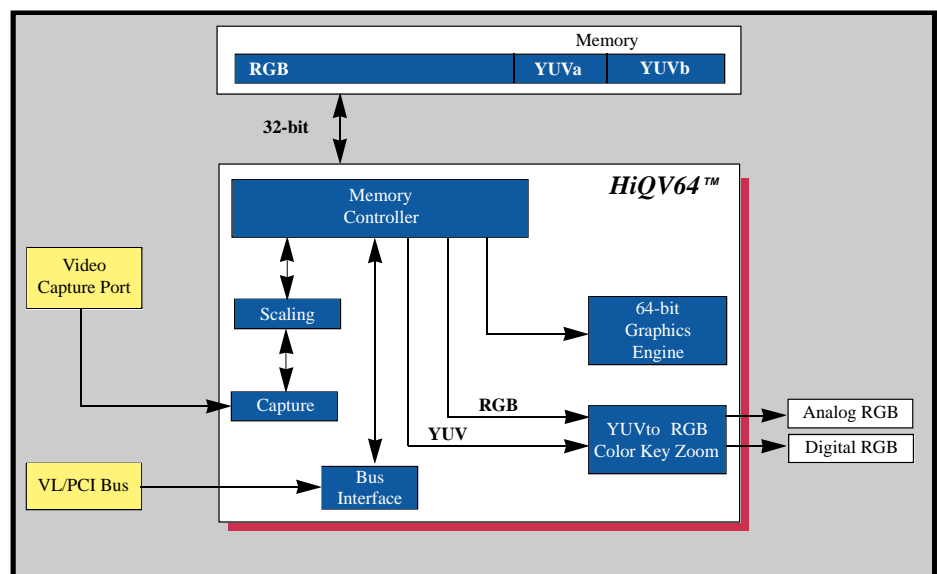 Memory
RGB
YUVa
YUVb
32-bit
HiQV64™
Memory
Controller
Video
Capture Port
Scaling
64-bit
Graphics
Engine
Capture
RGB
YUV
YUVto RGB
Color Key Zoom
Analog RGB
Digital RGB
VL/PCI Bus
Bus
Interface